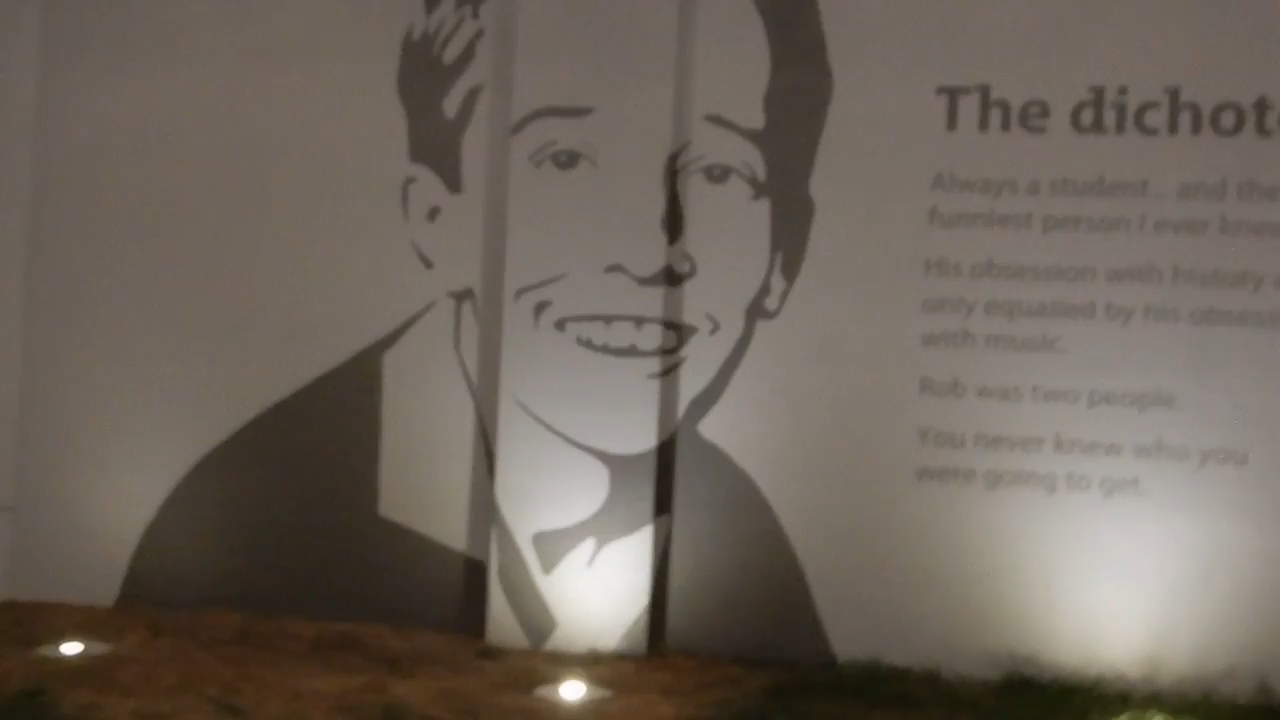 The dichot
Always a student... and the
funniest person I ever knew
His obsession with history
only equalled by his obsess
with music.
Rob was two people.
You never knew who you
were going to get.